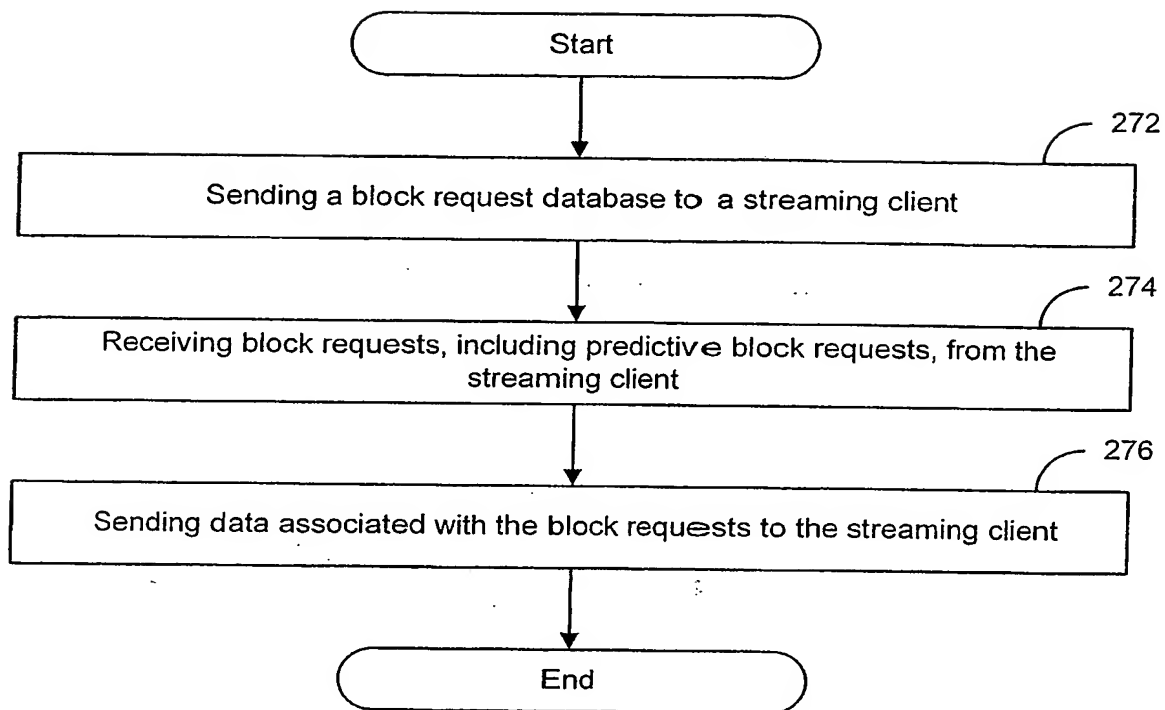 Start
272
Sending a block request database to a streaming client
274
Receiving block requests, including predictive block requests, from the
streaming client
276
Sending data associated with the block requests to the streaming client
End